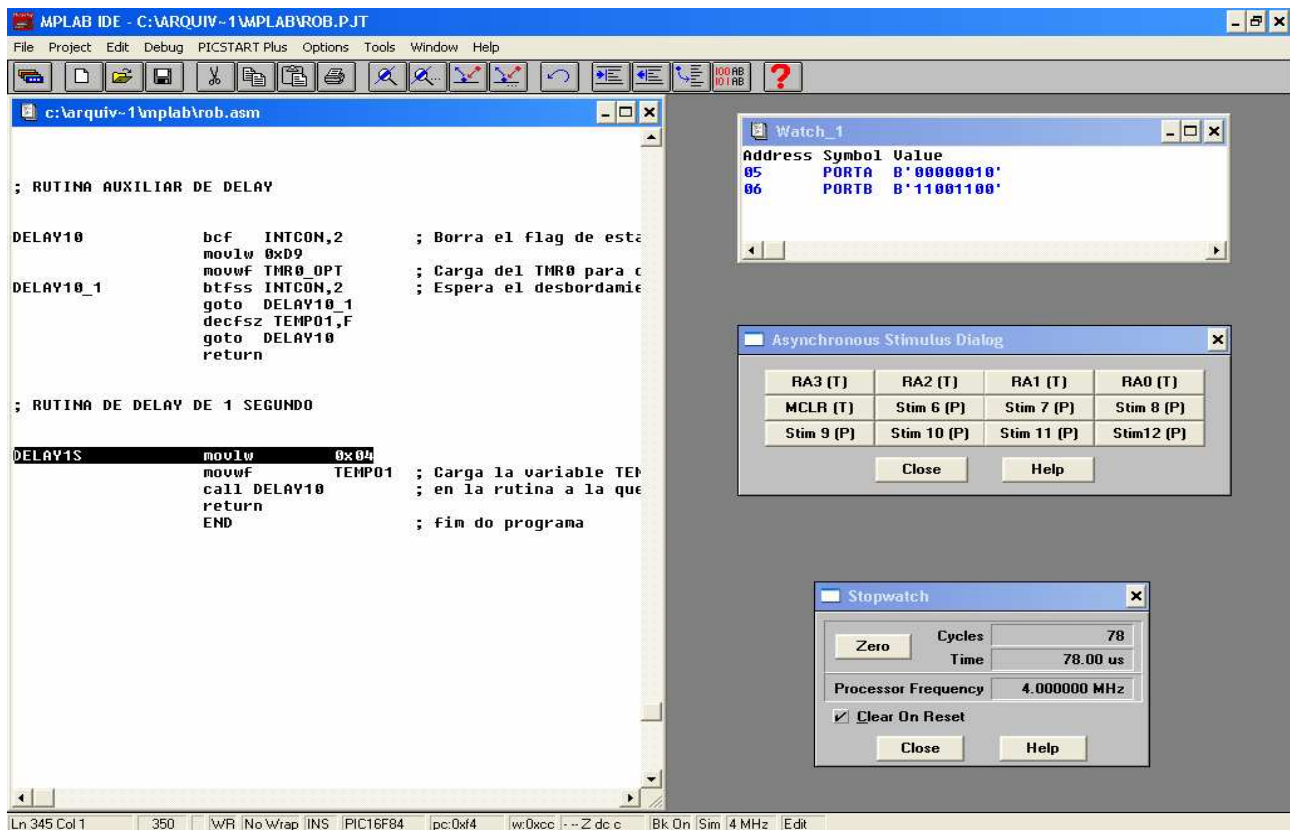 MPLAB IDE - C:\ARQUIV~1\MPLAB\ROB.PJT
File Project Edit Debug PICSTART Plus Options Tools Window Help
c:\arquiv~1\mplab\rob.asm
; RUTINA AUXILIAR DE DELAY
DELAY10 bcf INTCON,2 ; Borra el flag de esta
movlw 0xD9
movwf TMR0_OPT ; Carga del TMR0 para
DELAY10_1 btfss INTCON,2 ; Espera el desbordamie
goto DELAY10_1
decfsz TEMPO1,F
goto DELAY10
return
; RUTINA DE DELAY DE 1 SEGUNDO
DELAY1S movlw 0x04
movwf TEMPO1 ; Carga la variable
call DELAY10 ; en la rutina a la que
return
END ; fim do programa
Watch_1
Address Symbol Value
05 PORTA B'00000010'
06 PORTB B'11001100'
Asynchronous Stimulus Dialog
RA3 (T) RA2 (T) RA1 (T) RA0 (T)
MCLR (T) Stim 6 (P) Stim 7 (P) Stim 8 (P)
Stim 9 (P) Stim 10 (P) Stim 11 (P) Stim12 (P)
Close Help
Stopwatch
Zero Cycles 78
Time 78.00 us
Processor Frequency 4.000000 MHz
Clear On Reset
Close Help
Ln 345 Col 1 350 WR No Wrap INS PIC16F84 pc:0xf4 w:0xcc - -- Z dc c Bk On Sim 4 MHz Edit